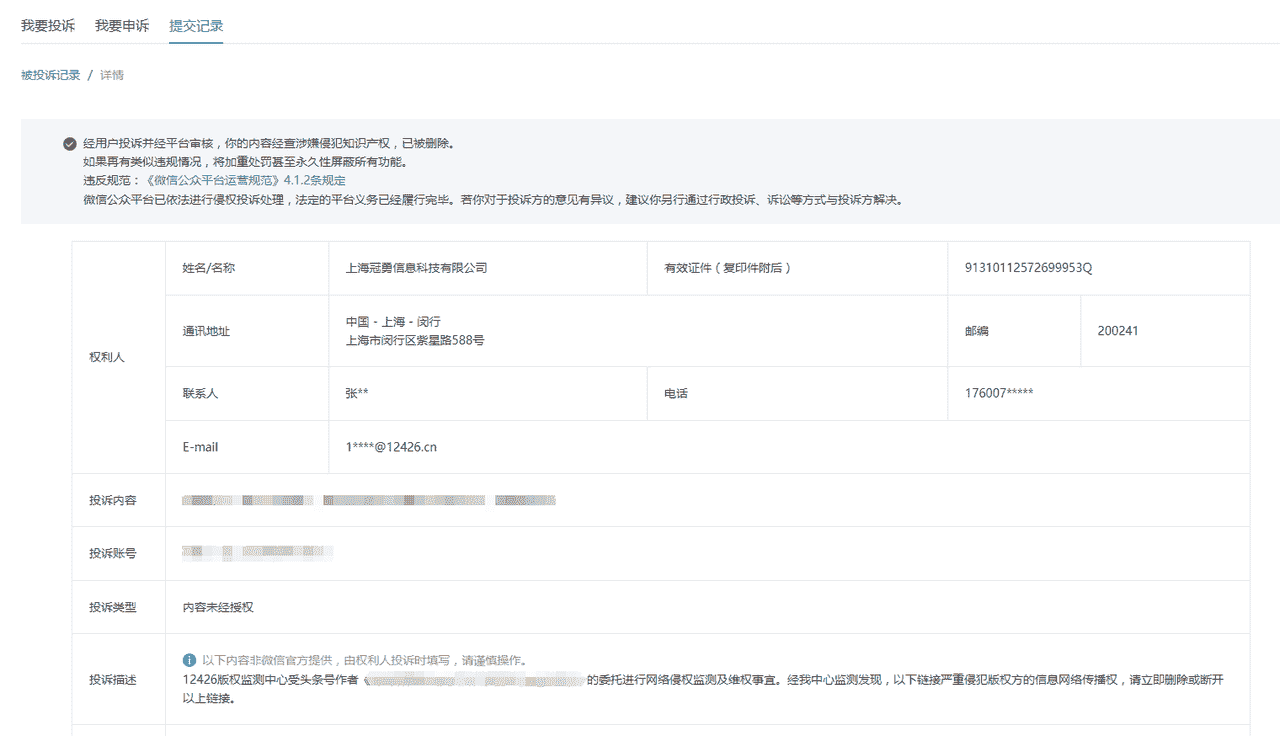 我要投诉 我要申诉 提交记录
被投诉记录 / 详情
经用户投诉并经平台审核，你的内容经查涉嫌侵犯知识产权，已被删除。
如果再有类似违规情况，将加重处罚甚至永久性屏蔽所有功能。
违反规范：《微信公众平台运营规范》4.1.2条规定
微信公众平台已依法进行侵权投诉处理，法定的平台义务已经履行完毕。若你对于投诉方的意见有异议，建议你另行通过行政投诉、诉讼等方式与投诉方解决。
权利人
姓名/名称 上海冠勇信息科技有限公司 有效证件（复印件附后） 91310112572699953Q
通讯地址 中国 - 上海 - 闵行
上海市闵行区紫星路588号
邮编 200241
联系人 张** 电话 176007*****
E-mail 1****@12426.cn
投诉内容
投诉账号
投诉类型 内容未经授权
投诉描述
以下内容非微信官方提供，由权利人投诉时填写，请谨慎操作。
12426版权监测中心受头条号作者《 的委托进行网络侵权监测及维权事宜。经我中心监测发现，以下链接严重侵犯版权方的信息网络传播权，请立即删除或断开
以上链接。